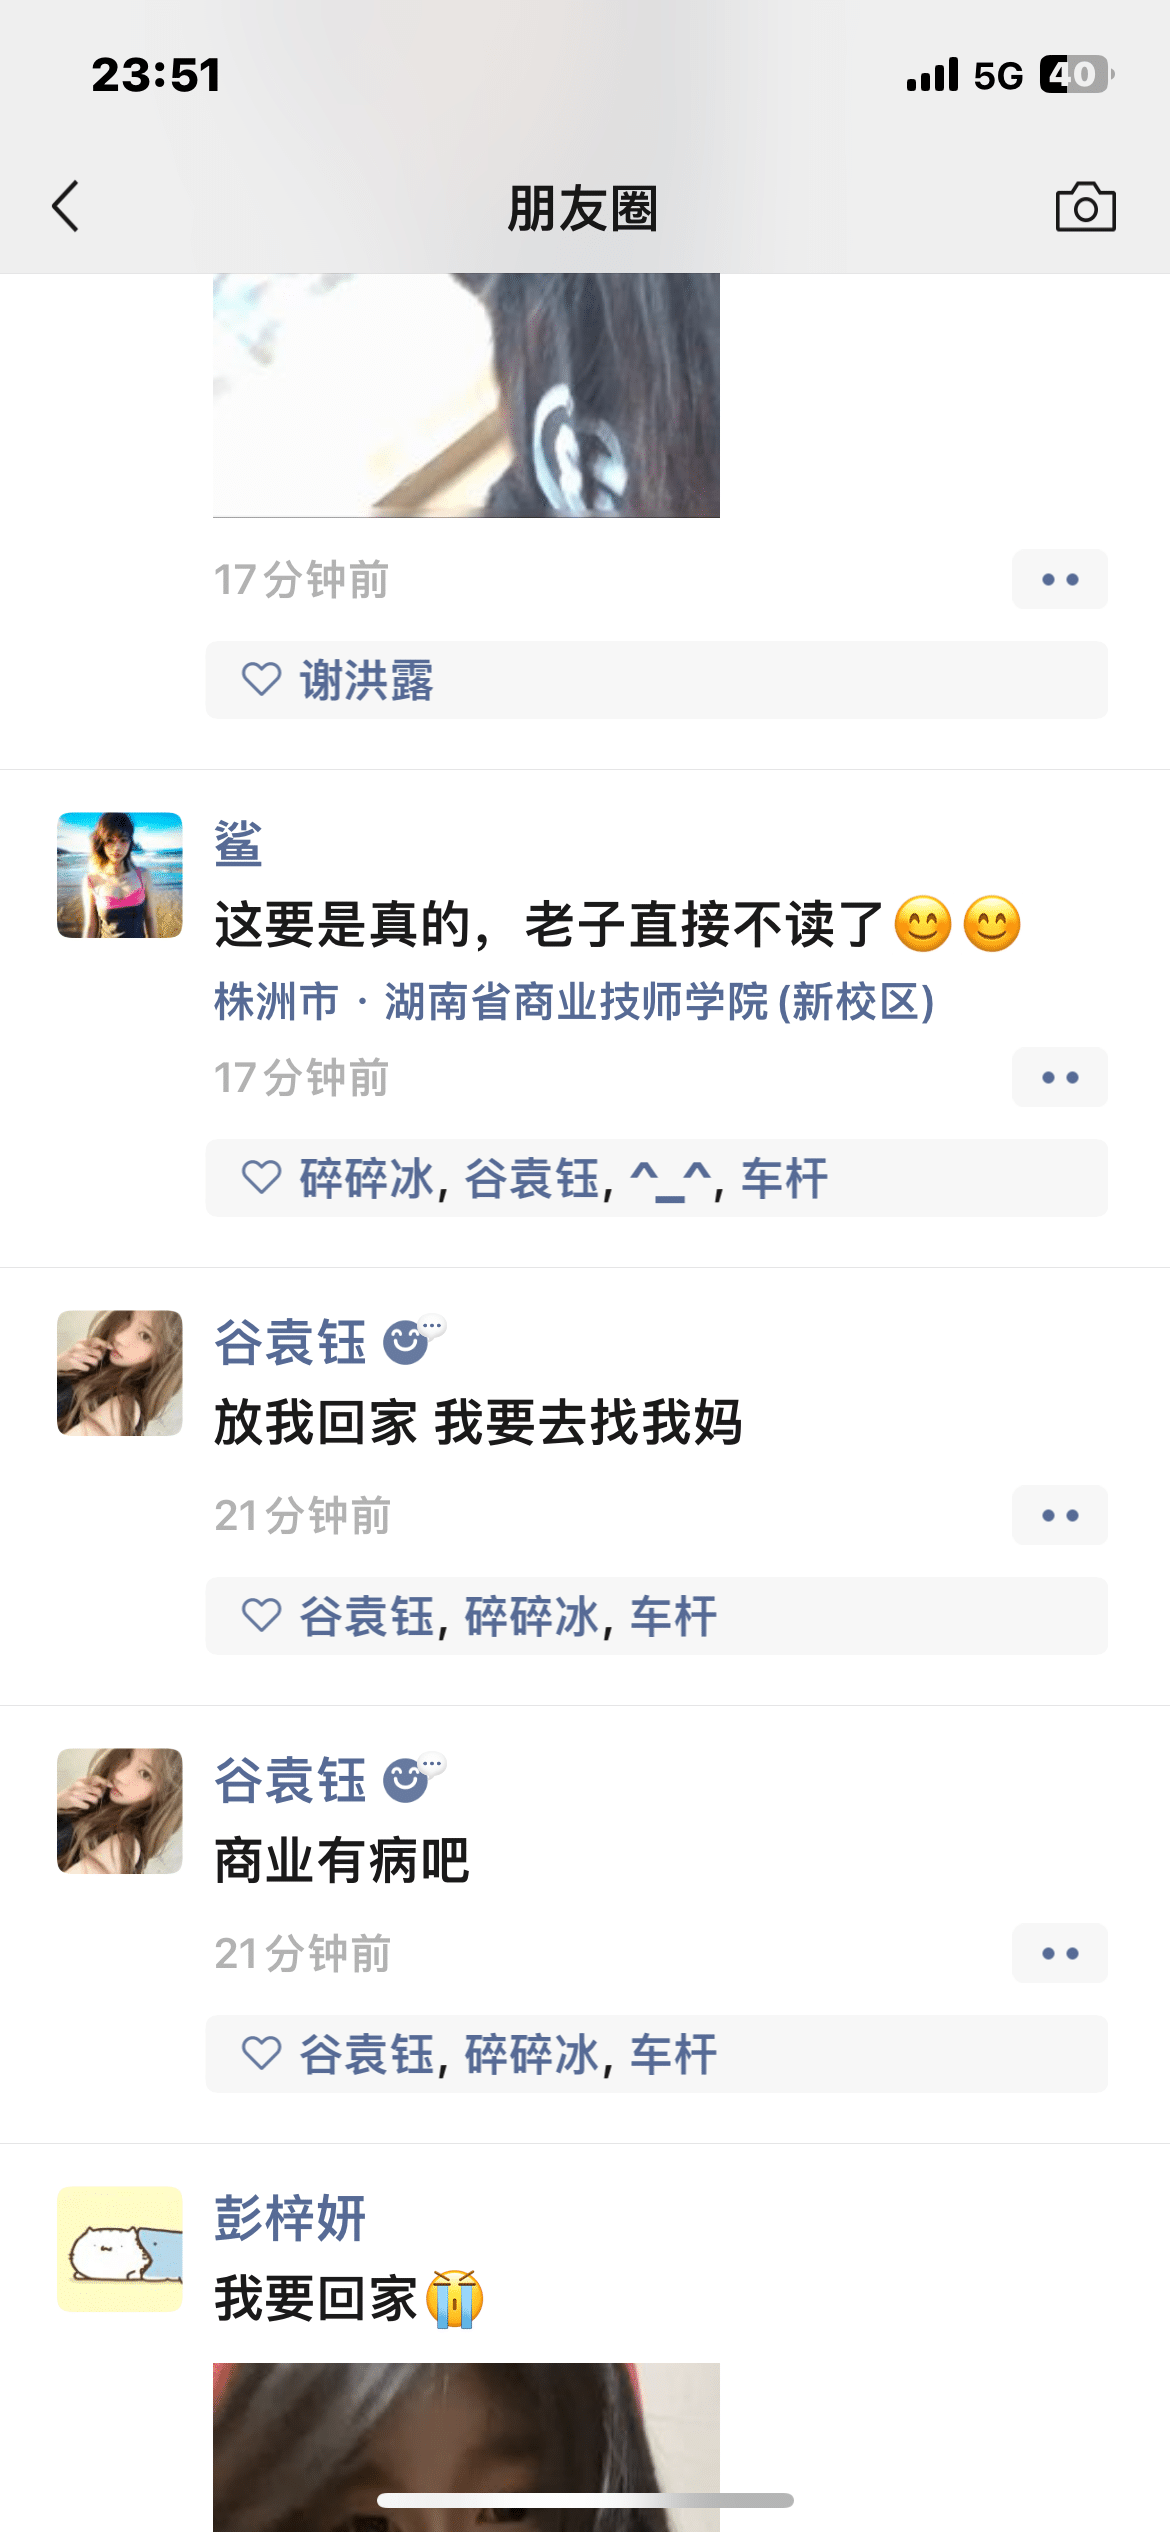 23:51
5G 40
朋友圈
17分钟前
谢洪露
鲨
这要是真的，老子直接不读了😊😊
株洲市 · 湖南省商业技师学院(新校区)
17分钟前
碎碎冰, 谷袁钰, ^_^, 车杆
谷袁钰
放我回家 我要去找我妈
21分钟前
谷袁钰, 碎碎冰, 车杆
谷袁钰
商业有病吧
21分钟前
谷袁钰, 碎碎冰, 车杆
彭梓妍
我要回家😭